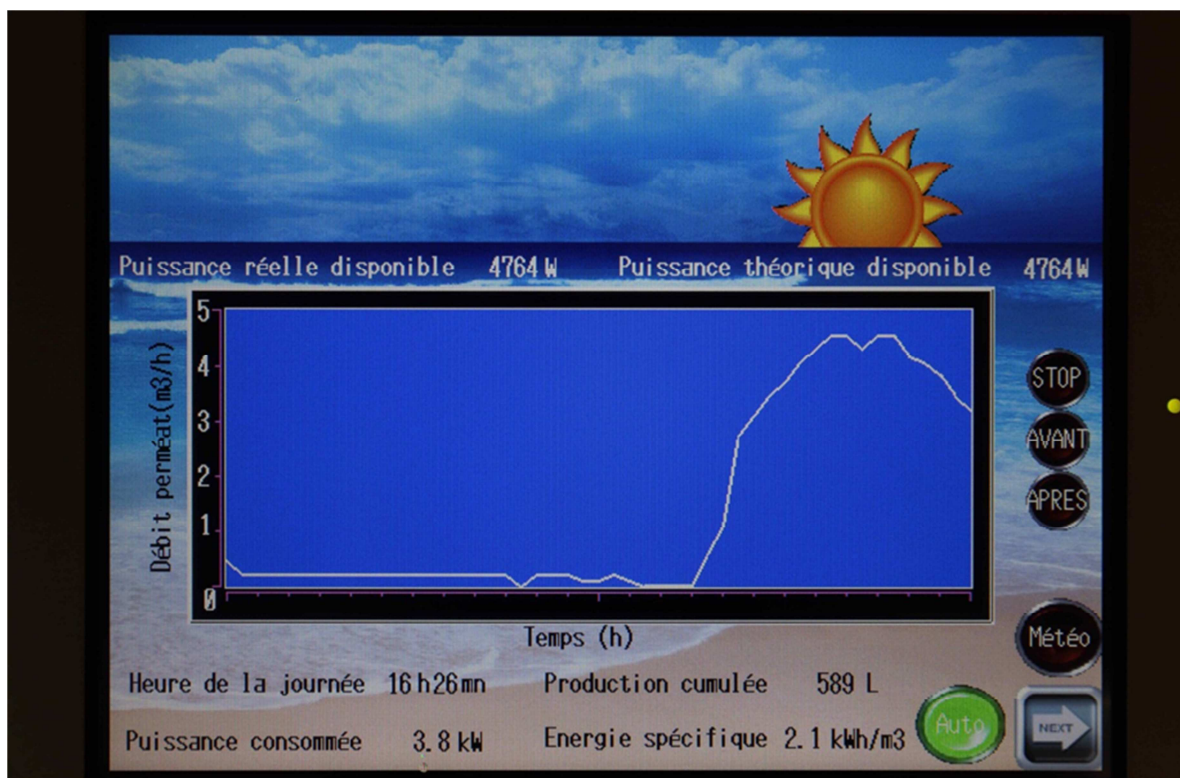 Puissance réelle disponible 4764 W Puissance théorique disponible 4764 W
5
4
3
2
1
0
Débit perméat(m3/h)
Temps (h)
STOP
AVANT
APRES
Météo
Heure de la journée 16 h 26 mn Production cumulée 589 L
Puissance consommée 3.8 kW Energie spécifique 2.1 kWh/m3
Auto
NEXT